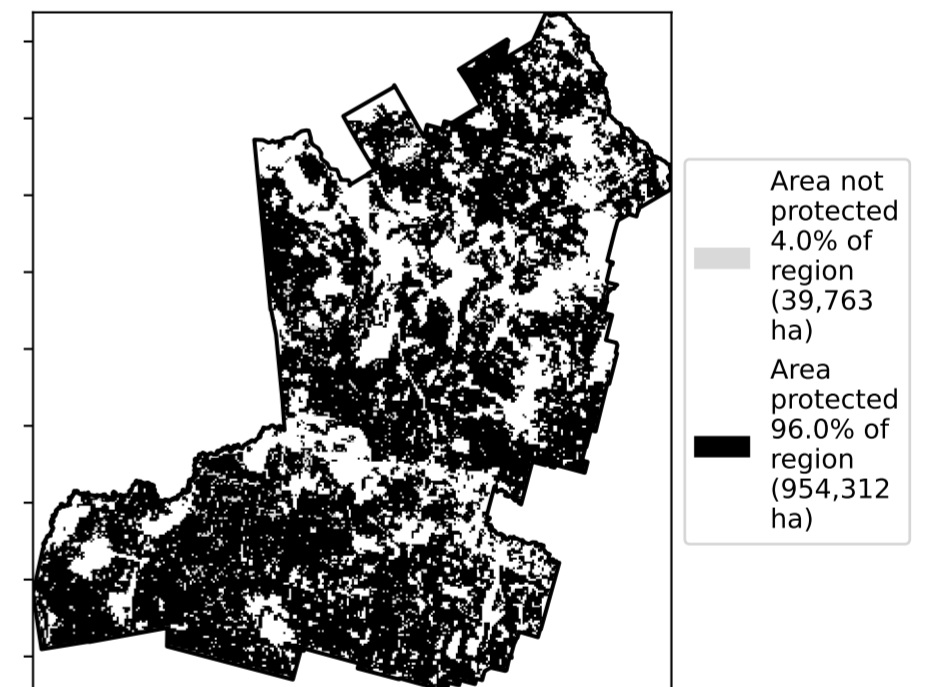 Area not
protected
4.0% of
region
(39,763
ha)
Area
protected
96.0% of
region
(954,312
ha)